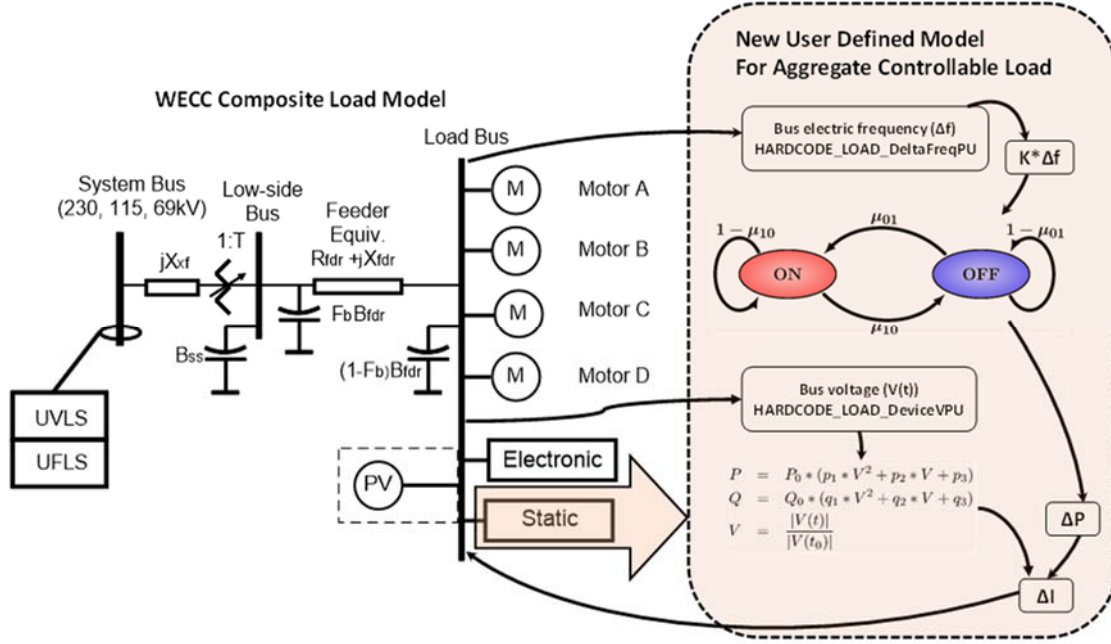 WECC Composite Load Model
System Bus
(230, 115, 69kV)
jXxf
1:T
Low-side
Bus
Bss
Feeder
Equiv.
Rfdr +jXfdr
FbBfdr
(1-Fb)Bfdr
Load Bus
M
Motor A
M
Motor B
M
Motor C
M
Motor D
UVLS
UFLS
PV
Electronic
Static
New User Defined Model
For Aggregate Controllable Load
Bus electric frequency (Δf)
HARDCODE_LOAD_DeltaFreqPU
K*Δf
1 − μ10
μ01
1 − μ01
ON
OFF
μ10
Bus voltage (V(t))
HARDCODE_LOAD_DeviceVPU
P = P0 * (p1 * V² + p2 * V + p3)
Q = Q0 * (q1 * V² + q2 * V + q3)
V = |V(t)| / |V(t0)|
ΔP
ΔI